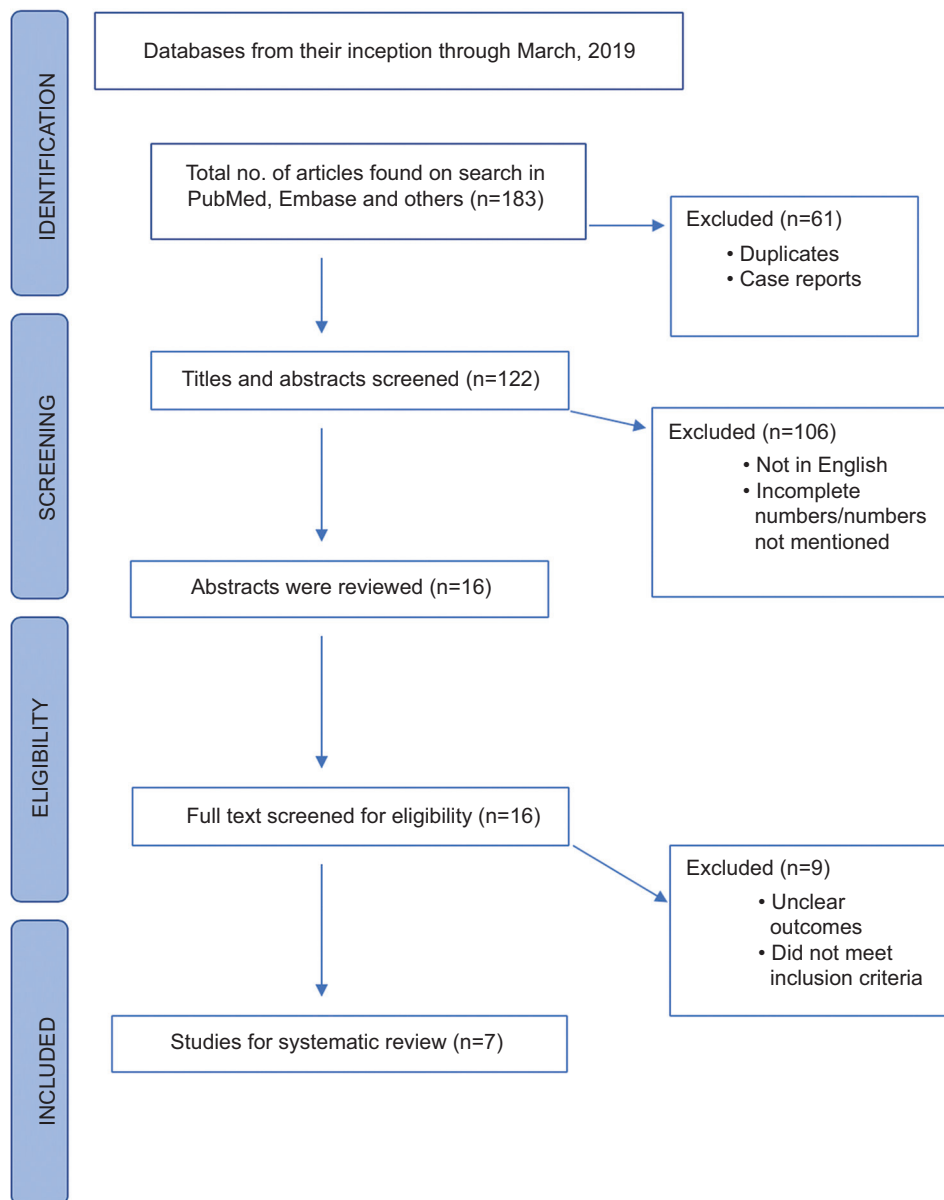 IDENTIFICATION
Databases from their inception through March, 2019
Total no. of articles found on search in
PubMed, Embase and others (n=183)
Excluded (n=61)
• Duplicates
• Case reports
SCREENING
Titles and abstracts screened (n=122)
Excluded (n=106)
• Not in English
• Incomplete
numbers/numbers
not mentioned
Abstracts were reviewed (n=16)
ELIGIBILITY
Full text screened for eligibility (n=16)
Excluded (n=9)
• Unclear
outcomes
• Did not meet
inclusion criteria
INCLUDED
Studies for systematic review (n=7)